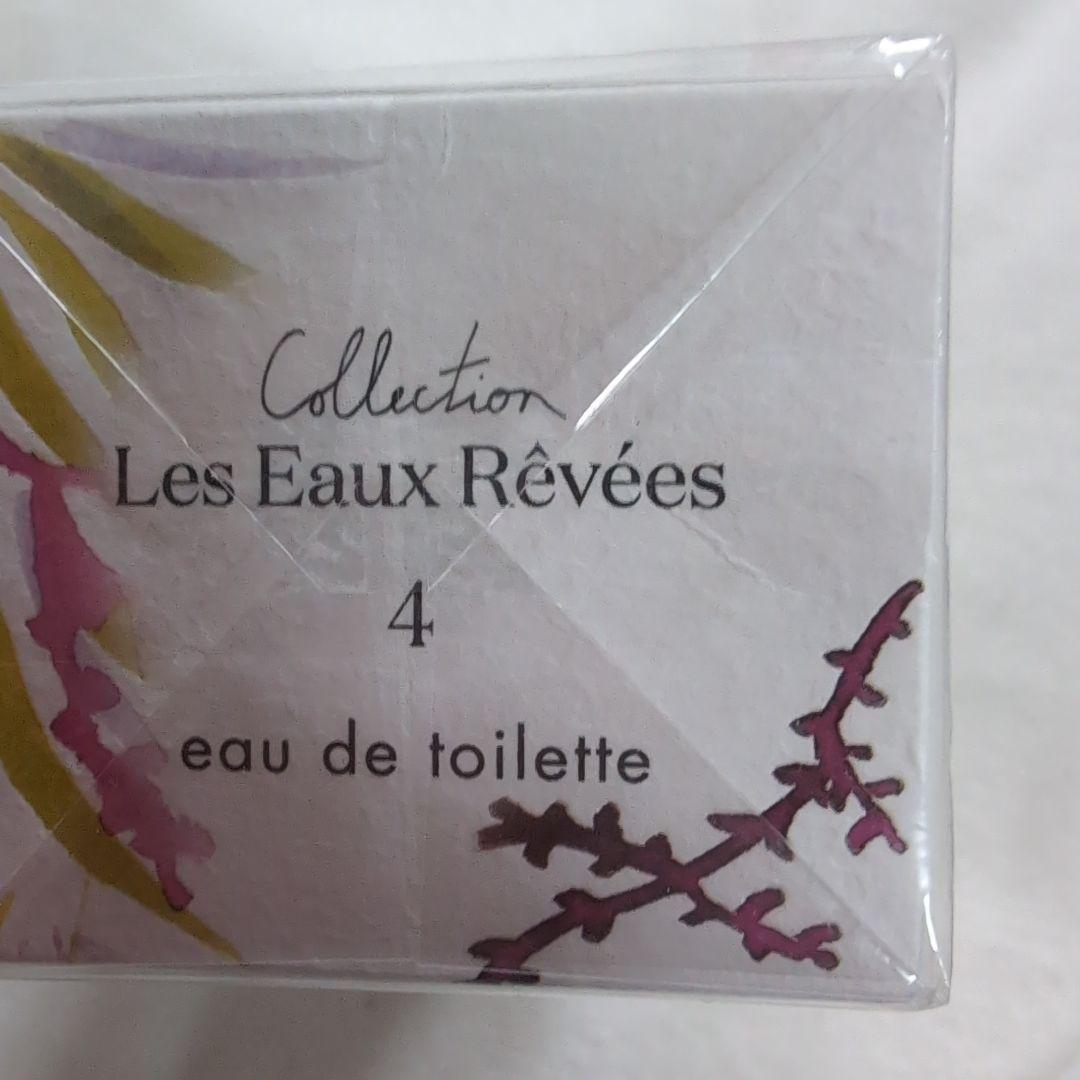 Collection
Les Eaux Rêvées
4
eau de toilette